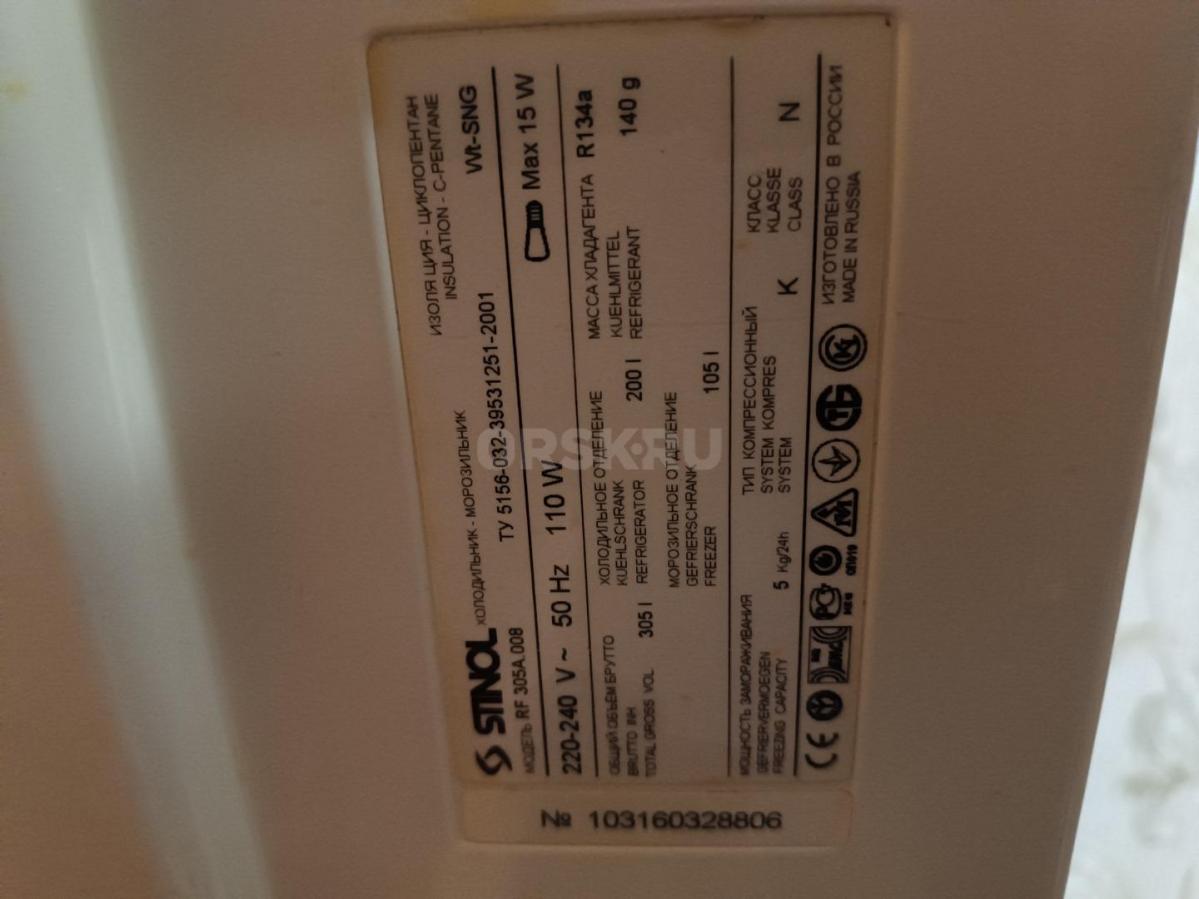 STINOL ХОЛОДИЛЬНИК - МОРОЗИЛЬНИК
ИЗОЛЯЦИЯ - ЦИКЛОПЕНТАН
INSULATION - C-PENTANE
МОДЕЛЬ RF 305A.008 ТУ 5156-032-39531251-2001 Wt-SNG
220-240 V ~ 50 Hz 110 W Max 15 W
ОБЩИЙ ОБЪЕМ БРУТТО
BRUTTO INH
TOTAL GROSS VOL 305 l
ХОЛОДИЛЬНОЕ ОТДЕЛЕНИЕ
KUEHLSCHRANK
REFRIGERATOR 200 l
МОРОЗИЛЬНОЕ ОТДЕЛЕНИЕ
GEFRIERSCHRANK
FREEZER 105 l
МАССА ХЛАДАГЕНТА R134a
KUEHLMITTEL
REFRIGERANT 140 g
МОЩНОСТЬ ЗАМОРАЖИВАНИЯ
GEFRIERVERMOEGEN
FREEZING CAPACITY 5 Kg/24h
ТИП КОМПРЕССИОННЫЙ
SYSTEM KOMPRES
SYSTEM K
КЛАСС
KLASSE
CLASS N
CE
ИЗГОТОВЛЕНО В РОССИИ
MADE IN RUSSIA
№ 103160328806
ORSK.RU